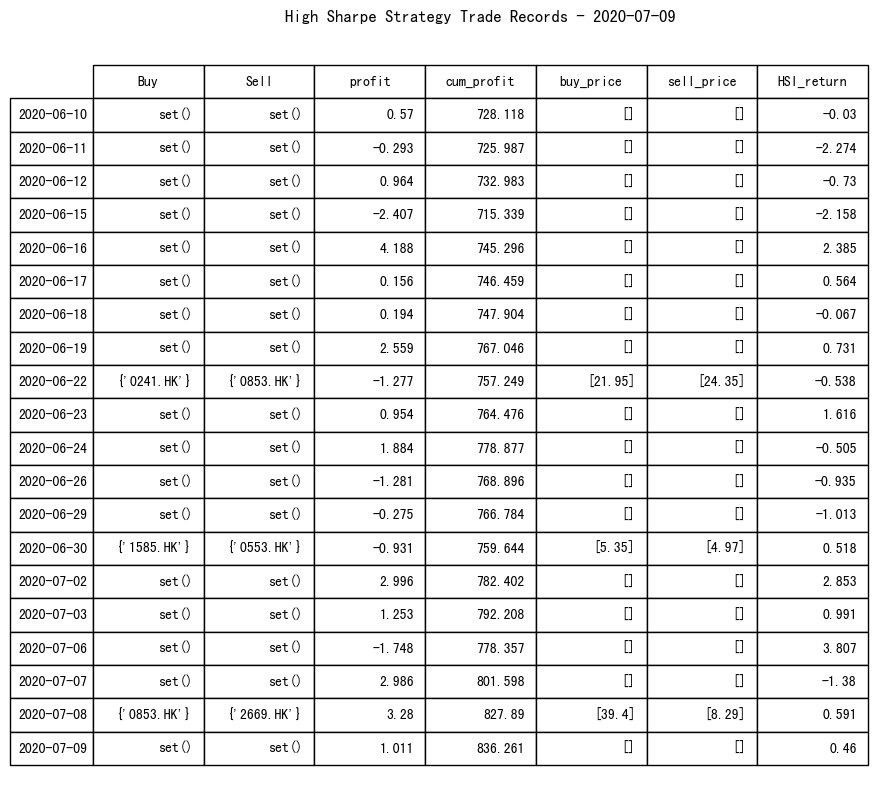 High Sharpe Strategy Trade Records - 2020-07-09
Buy Sell profit cum_profit buy_price sell_price HSI_return
2020-06-10 set() set() 0.57 728.118 [] [] -0.03
2020-06-11 set() set() -0.293 725.987 [] [] -2.274
2020-06-12 set() set() 0.964 732.983 [] [] -0.73
2020-06-15 set() set() -2.407 715.339 [] [] -2.158
2020-06-16 set() set() 4.188 745.296 [] [] 2.385
2020-06-17 set() set() 0.156 746.459 [] [] 0.564
2020-06-18 set() set() 0.194 747.904 [] [] -0.067
2020-06-19 set() set() 2.559 767.046 [] [] 0.731
2020-06-22 {'0241.HK'} {'0853.HK'} -1.277 757.249 [21.95] [24.35] -0.538
2020-06-23 set() set() 0.954 764.476 [] [] 1.616
2020-06-24 set() set() 1.884 778.877 [] [] -0.505
2020-06-26 set() set() -1.281 768.896 [] [] -0.935
2020-06-29 set() set() -0.275 766.784 [] [] -1.013
2020-06-30 {'1585.HK'} {'0553.HK'} -0.931 759.644 [5.35] [4.97] 0.518
2020-07-02 set() set() 2.996 782.402 [] [] 2.853
2020-07-03 set() set() 1.253 792.208 [] [] 0.991
2020-07-06 set() set() -1.748 778.357 [] [] 3.807
2020-07-07 set() set() 2.986 801.598 [] [] -1.38
2020-07-08 {'0853.HK'} {'2669.HK'} 3.28 827.89 [39.4] [8.29] 0.591
2020-07-09 set() set() 1.011 836.261 [] [] 0.46